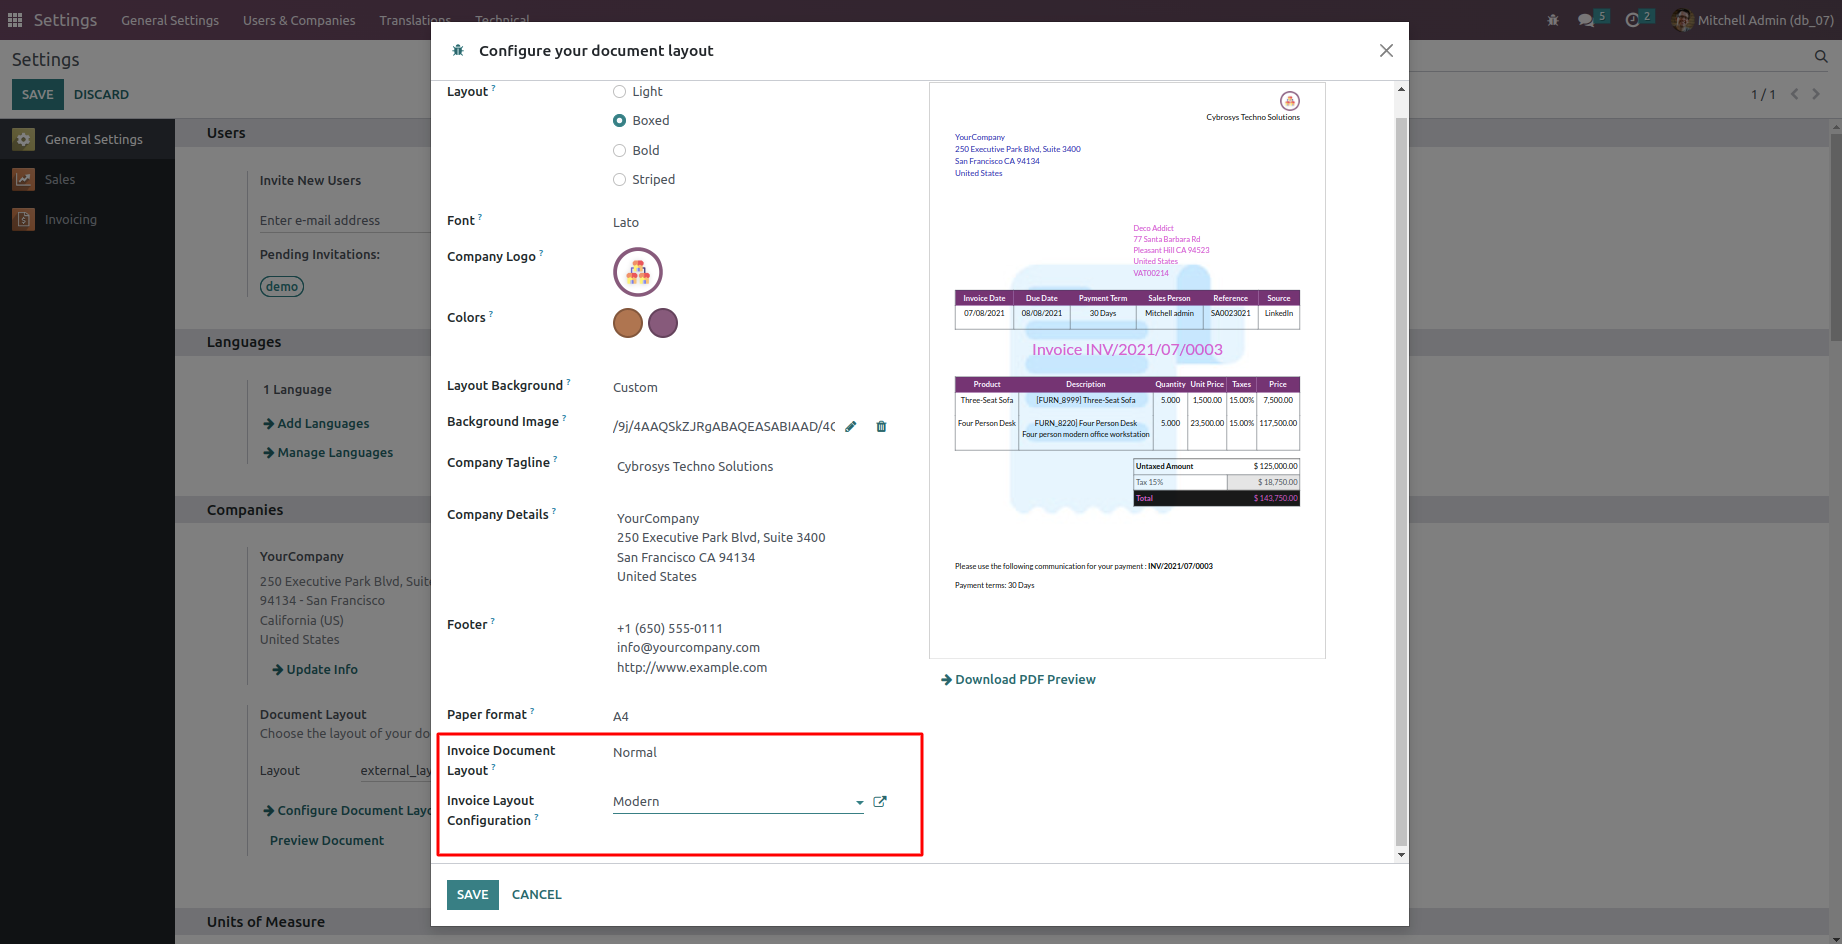 Settings
General Settings
Users & Companies
Translations
Technical
5
2
Mitchell Admin (db_07)
Settings
SAVE
DISCARD
1 / 1
General Settings
Sales
Invoicing
Users
Invite New Users
Enter e-mail address
Pending Invitations:
demo
Languages
1 Language
Add Languages
Manage Languages
Companies
YourCompany
250 Executive Park Blvd, Suit
94134 - San Francisco
California (US)
United States
Update Info
Document Layout
Choose the layout of your do
Layout
external_lay
Configure Document Layo
Preview Document
Units of Measure
Configure your document layout
Layout ?
Light
Boxed
Bold
Striped
Font ?
Lato
Company Logo ?
Colors ?
Layout Background ?
Custom
Background Image ?
/9j/4AAQSkZJRgABAQEASABIAAD/4Q
Company Tagline ?
Cybrosys Techno Solutions
Company Details ?
YourCompany
250 Executive Park Blvd, Suite 3400
San Francisco CA 94134
United States
Footer ?
+1 (650) 555-0111
info@yourcompany.com
http://www.example.com
Paper format ?
A4
Invoice Document
Layout ?
Normal
Invoice Layout
Configuration ?
Modern
SAVE
CANCEL
Cybrosys Techno Solutions
YourCompany
250 Executive Park Blvd, Suite 3400
San Francisco CA 94134
United States
Deco Addict
77 Santa Barbara Rd
Pleasant Hill CA 94523
United States
VAT00214
Invoice Date Due Date Payment Term Sales Person Reference Source
07/08/2021 08/08/2021 30 Days Mitchell admin SA0023021 LinkedIn
Invoice INV/2021/07/0003
Product Description Quantity Unit Price Taxes Price
Three-Seat Sofa [FURN_8999] Three-Seat Sofa 5.000 1,500.00 15.00% 7,500.00
Four Person Desk FURN_8220] Four Person Desk 5.000 23,500.00 15.00% 117,500.00
Four person modern office workstation
Untaxed Amount $ 125,000.00
Tax 15% $ 18,750.00
Total $ 143,750.00
Please use the following communication for your payment : INV/2021/07/0003
Payment terms: 30 Days
Download PDF Preview